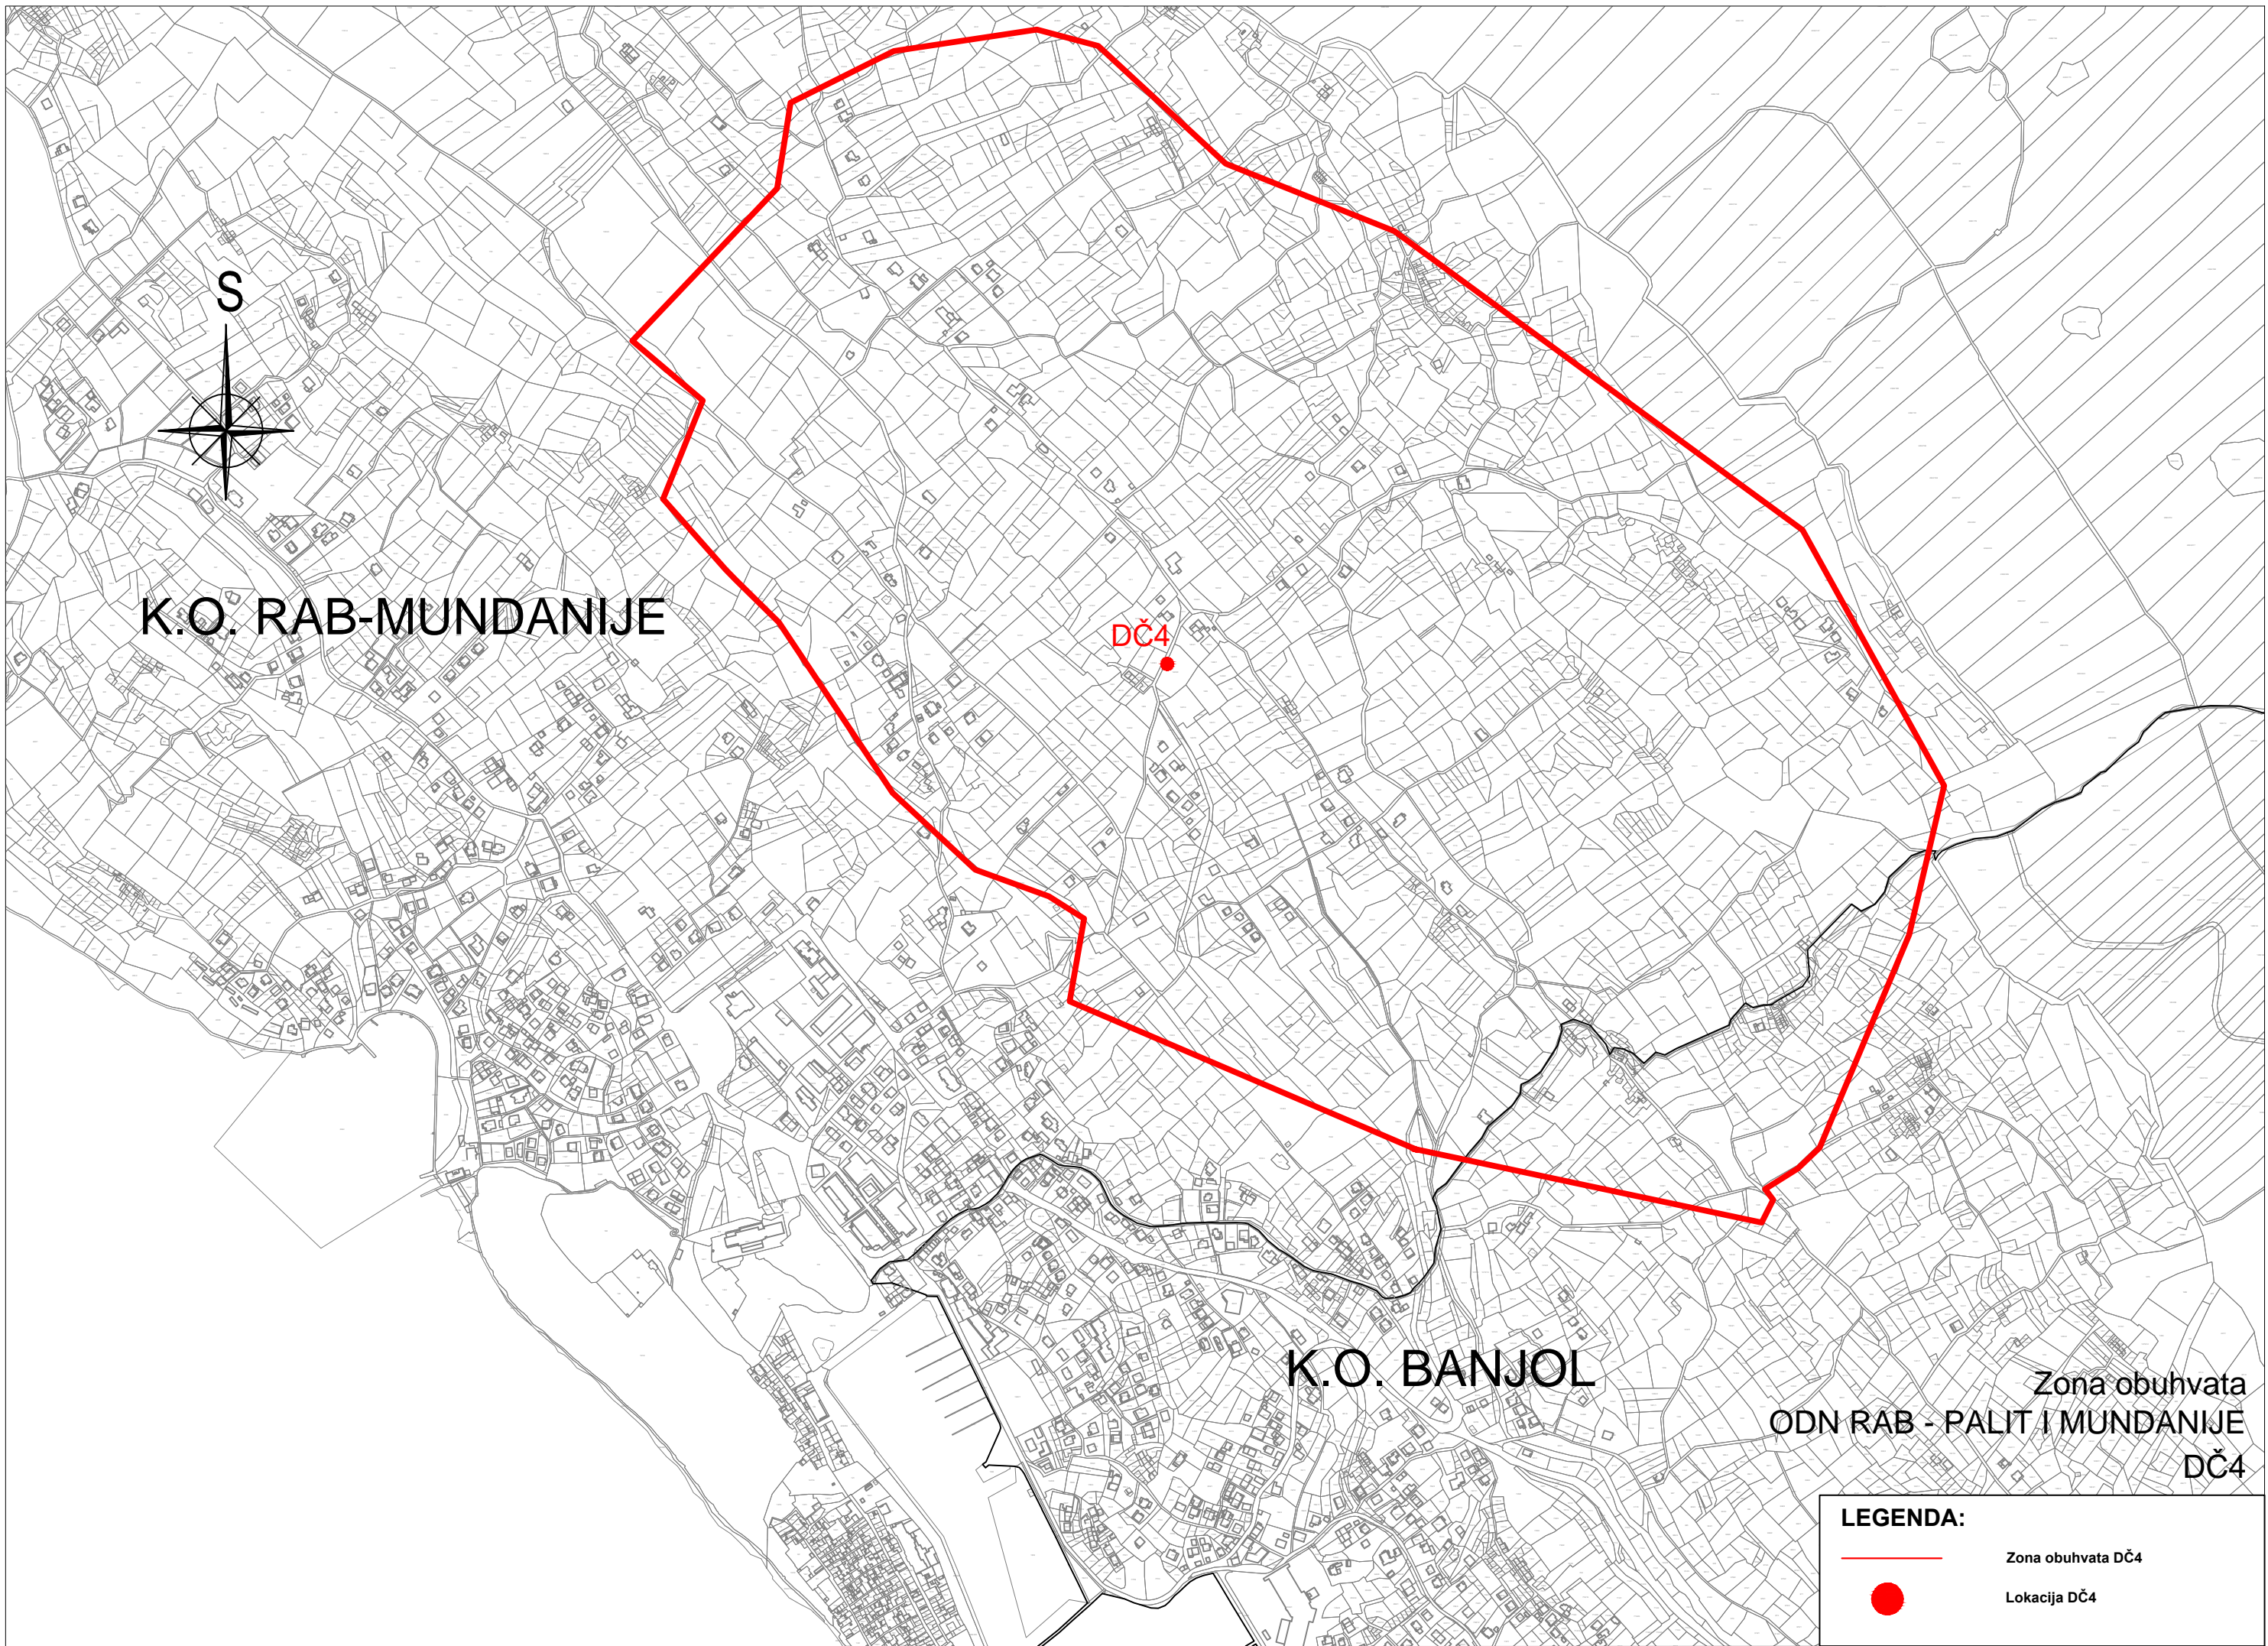 S
K.O. RAB-MUNDANIJE
DČ4
K.O. BANJOL
Zona obuhvata
ODN RAB - PALIT I MUNDANIJE
DČ4
LEGENDA:
Zona obuhvata DČ4
Lokacija DČ4